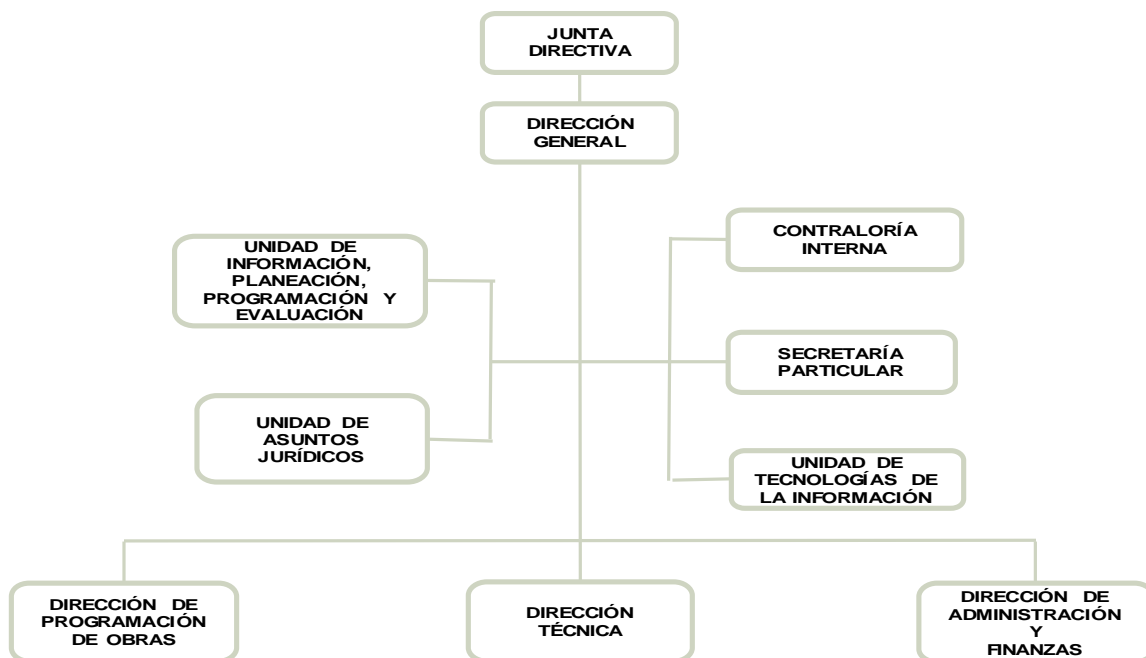 JUNTA
DIRECTIVA
DIRECCIÓN
GENERAL
UNIDAD DE
INFORMACIÓN,
PLANEACIÓN,
PROGRAMACIÓN Y
EVALUACIÓN
CONTRALORÍA
INTERNA
SECRETARÍA
PARTICULAR
UNIDAD DE
ASUNTOS
JURÍDICOS
UNIDAD DE
TECNOLOGÍAS DE
LA INFORMACIÓN
DIRECCIÓN DE
PROGRAMACIÓN
DE OBRAS
DIRECCIÓN
TÉCNICA
DIRECCIÓN DE
ADMINISTRACIÓN
Y
FINANZAS